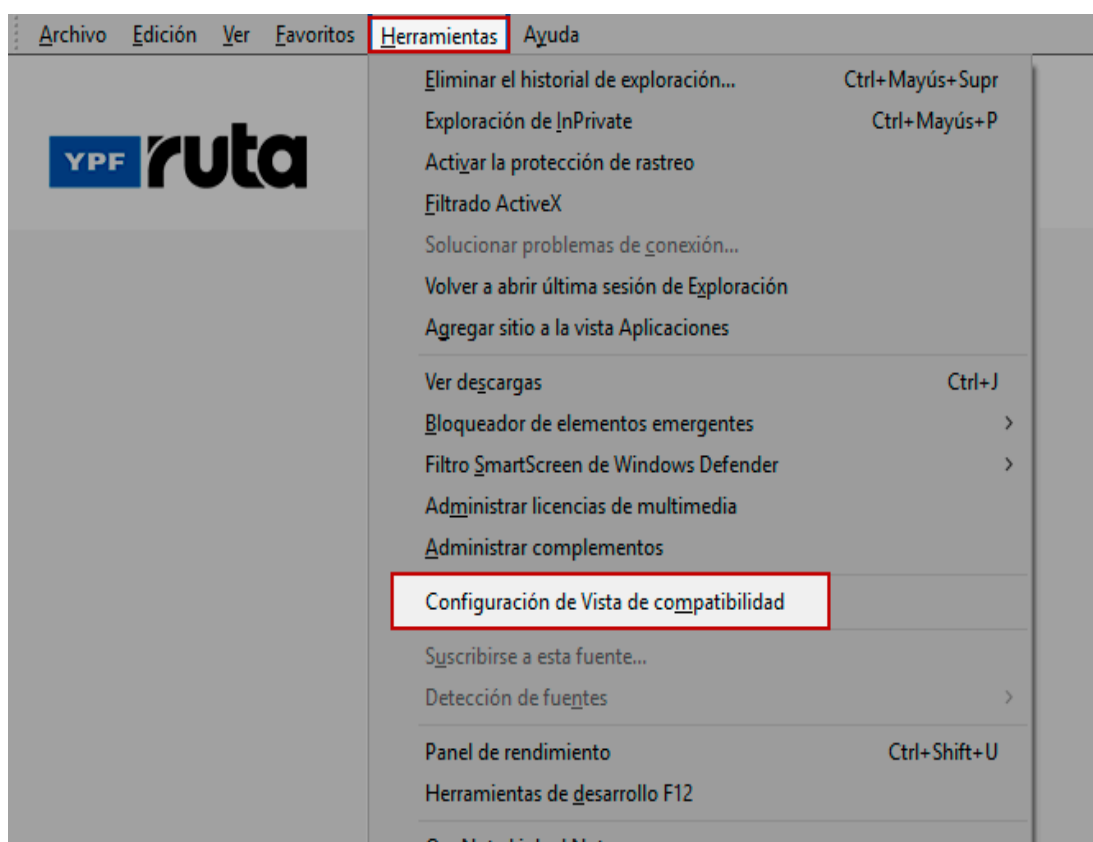 Archivo Edición Ver Favoritos Herramientas Ayuda
YPF ruta
Eliminar el historial de exploración... Ctrl+Mayús+Supr
Exploración de InPrivate Ctrl+Mayús+P
Activar la protección de rastreo
Filtrado ActiveX
Solucionar problemas de conexión...
Volver a abrir última sesión de Exploración
Agregar sitio a la vista Aplicaciones
Ver descargas Ctrl+J
Bloqueador de elementos emergentes
Filtro SmartScreen de Windows Defender
Administrar licencias de multimedia
Administrar complementos
Configuración de Vista de compatibilidad
Suscribirse a esta fuente...
Detección de fuentes
Panel de rendimiento Ctrl+Shift+U
Herramientas de desarrollo F12